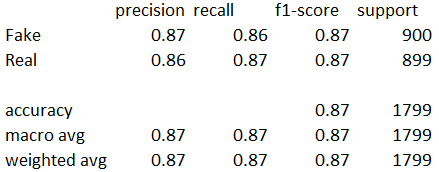 precision recall f1-score support
Fake 0.87 0.86 0.87 900
Real 0.86 0.87 0.87 899
accuracy 0.87 1799
macro avg 0.87 0.87 0.87 1799
weighted avg 0.87 0.87 0.87 1799